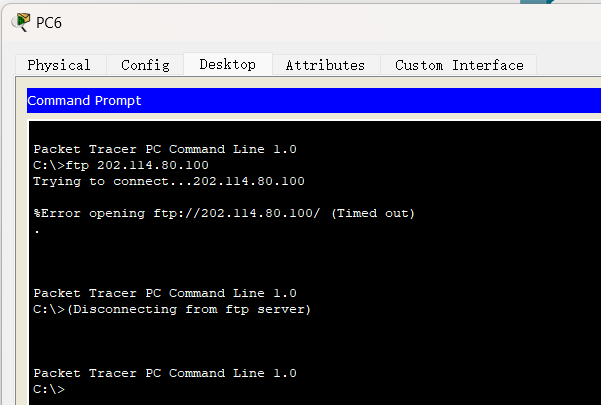 PC6
Physical Config Desktop Attributes Custom Interface
Command Prompt
Packet Tracer PC Command Line 1.0
C:\>ftp 202.114.80.100
Trying to connect...202.114.80.100
%Error opening ftp://202.114.80.100/ (Timed out)
.
Packet Tracer PC Command Line 1.0
C:\>(Disconnecting from ftp server)
Packet Tracer PC Command Line 1.0
C:\>